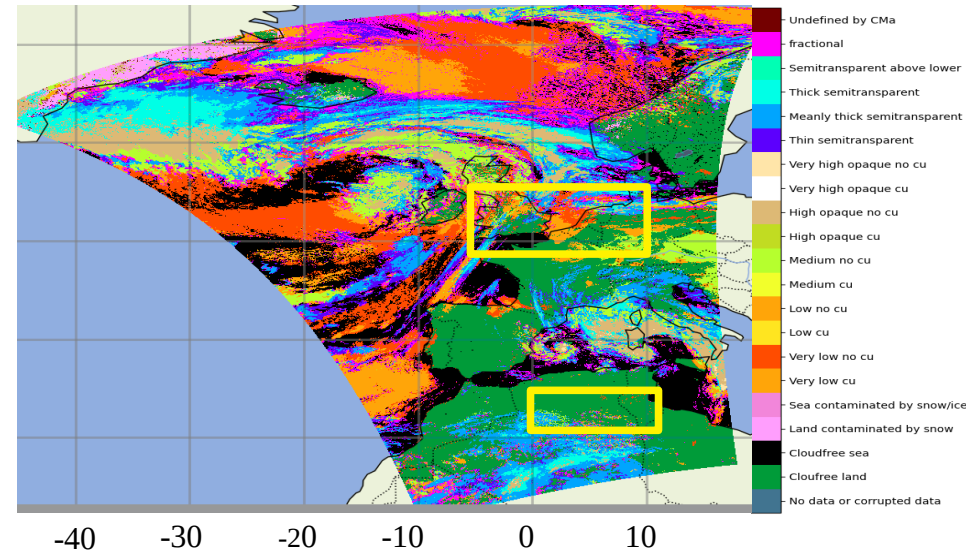 Undefined by CMa
fractional
Semitransparent above lower
Thick semitransparent
Meanly thick semitransparent
Thin semitransparent
Very high opaque no cu
Very high opaque cu
High opaque no cu
High opaque cu
Medium no cu
Medium cu
Low no cu
Low cu
Very low no cu
Very low cu
Sea contaminated by snow/ice
Land contaminated by snow
Cloudfree sea
Cloufree land
No data or corrupted data
-40 -30 -20 -10 0 10